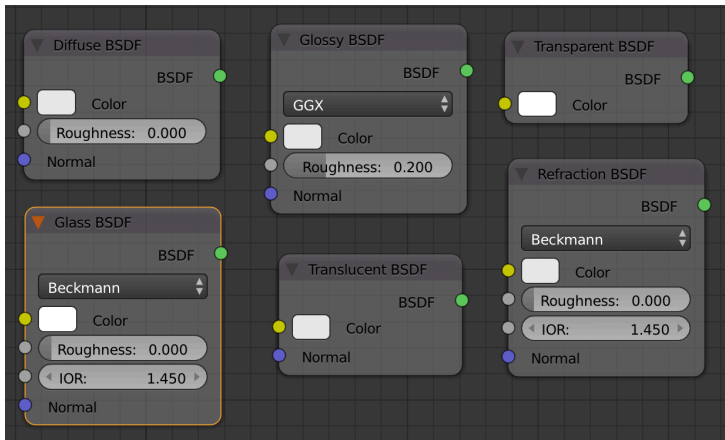 Diffuse BSDF
BSDF
Color
Roughness: 0.000
Normal
Glossy BSDF
BSDF
GGX
Color
Roughness: 0.200
Normal
Transparent BSDF
BSDF
Color
Glass BSDF
BSDF
Beckmann
Color
Roughness: 0.000
IOR: 1.450
Normal
Translucent BSDF
BSDF
Color
Normal
Refraction BSDF
BSDF
Beckmann
Color
Roughness: 0.000
IOR: 1.450
Normal